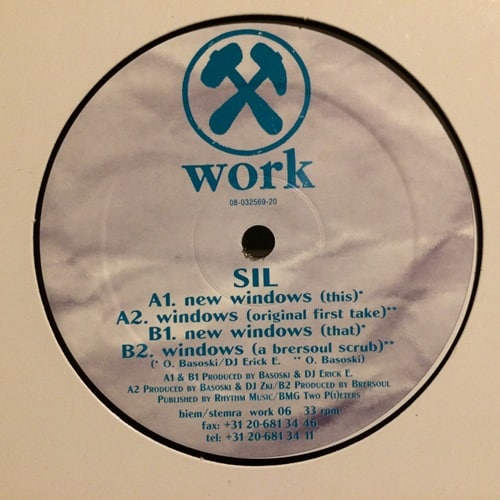 work
08-032569-20
SIL
A1. new windows (this)*
A2. windows (original first take)**
B1. new windows (that)*
B2. windows (a brersoul scrub)**
(* O. Basoski/DJ Erick E. ** O. Basoski)
A1 & B1 Produced by Basoski & DJ Erick E.
A2 Produced by Basoski & DJ Zki/B2 Produced by Brersoul
Published by Rhythm Music/BMG Two P(i)eters
biem/stemra work 06 33 rpm
fax: +31 20-681 34 46
tel: +31 20-681 34 11